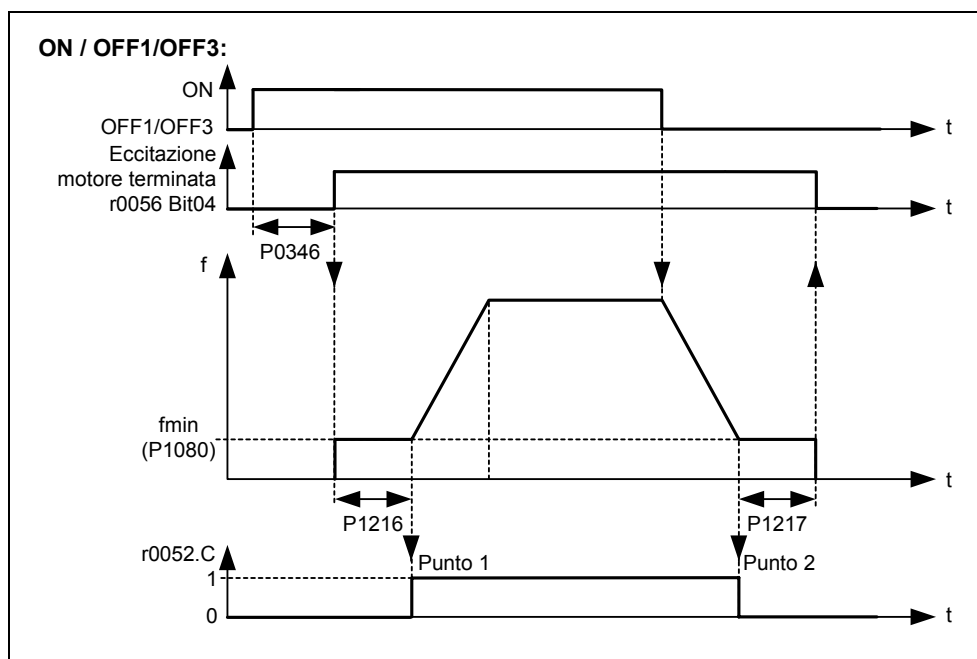 ON / OFF1/OFF3:
ON
OFF1/OFF3
t
Eccitazione
motore terminata
r0056 Bit04
t
P0346
f
fmin
(P1080)
t
P1216
P1217
r0052.C
Punto 1
Punto 2
1
0
t